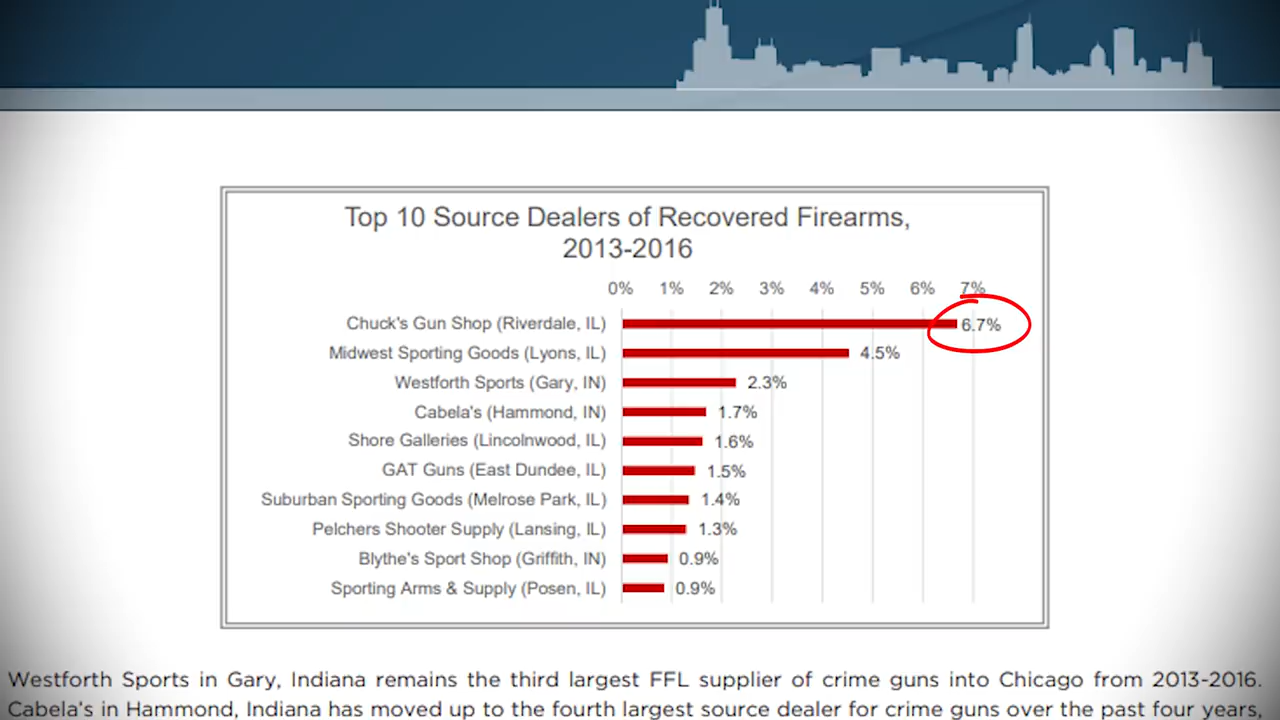 Top 10 Source Dealers of Recovered Firearms,
2013-2016
0% 1% 2% 3% 4% 5% 6% 7%
Chuck's Gun Shop (Riverdale, IL) 6.7%
Midwest Sporting Goods (Lyons, IL) 4.5%
Westforth Sports (Gary, IN) 2.3%
Cabela's (Hammond, IN) 1.7%
Shore Galleries (Lincolnwood, IL) 1.6%
GAT Guns (East Dundee, IL) 1.5%
Suburban Sporting Goods (Melrose Park, IL) 1.4%
Pelchers Shooter Supply (Lansing, IL) 1.3%
Blythe's Sport Shop (Griffith, IN) 0.9%
Sporting Arms & Supply (Posen, IL) 0.9%
Westforth Sports in Gary, Indiana remains the third largest FFL supplier of crime guns into Chicago from 2013-2016.
Cabela's in Hammond, Indiana has moved up to the fourth largest source dealer for crime guns over the past four years,